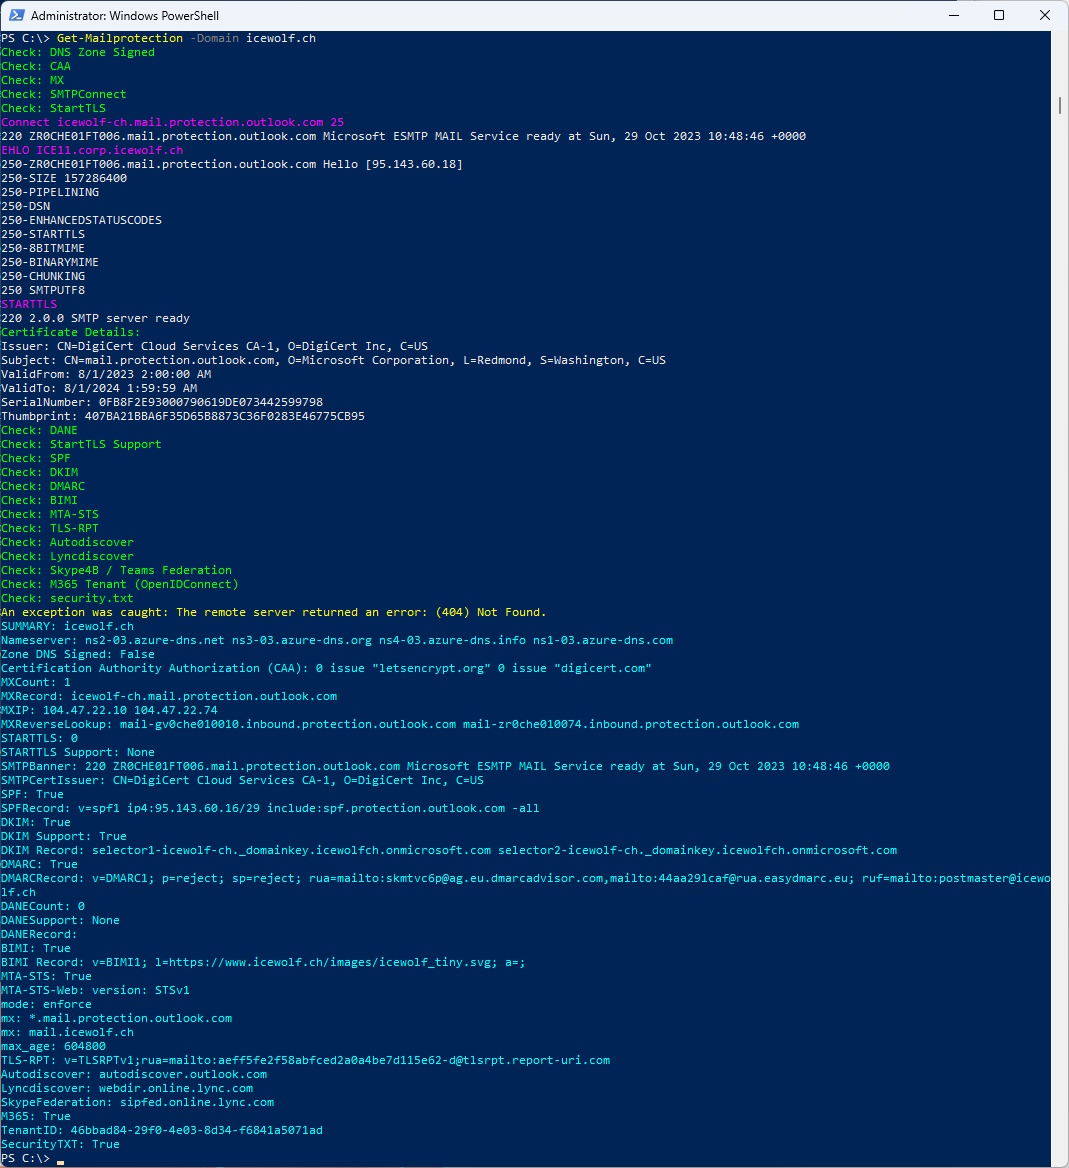 Administrator: Windows PowerShell
PS C:\> Get-Mailprotection -Domain icewolf.ch
Check: DNS Zone Signed
Check: CAA
Check: MX
Check: SMTPConnect
Check: StartTLS
Connect icewolf-ch.mail.protection.outlook.com 25
220 ZR0CHE01FT006.mail.protection.outlook.com Microsoft ESMTP MAIL Service ready at Sun, 29 Oct 2023 10:48:46 +0000
EHLO ICE11.corp.icewolf.ch
250-ZR0CHE01FT006.mail.protection.outlook.com Hello [95.143.60.18]
250-SIZE 157286400
250-PIPELINING
250-DSN
250-ENHANCEDSTATUSCODES
250-STARTTLS
250-8BITMIME
250-BINARYMIME
250-CHUNKING
250 SMTPUTF8
STARTTLS
220 2.0.0 SMTP server ready
Certificate Details:
Issuer: CN=DigiCert Cloud Services CA-1, O=DigiCert Inc, C=US
Subject: CN=mail.protection.outlook.com, O=Microsoft Corporation, L=Redmond, S=Washington, C=US
ValidFrom: 8/1/2023 2:00:00 AM
ValidTo: 8/1/2024 1:59:59 AM
SerialNumber: 0FB8F2E93000790619DE073442599798
Thumbprint: 407BA21BBA6F35D65B8873C36F0283E46775CB95
Check: DANE
Check: StartTLS Support
Check: SPF
Check: DKIM
Check: DMARC
Check: BIMI
Check: MTA-STS
Check: TLS-RPT
Check: Autodiscover
Check: Lyncdiscover
Check: Skype4B / Teams Federation
Check: M365 Tenant (OpenIDConnect)
Check: security.txt
An exception was caught: The remote server returned an error: (404) Not Found.
SUMMARY: icewolf.ch
Nameserver: ns2-03.azure-dns.net ns3-03.azure-dns.org ns4-03.azure-dns.info ns1-03.azure-dns.com
Zone DNS Signed: False
Certification Authority Authorization (CAA): 0 issue "letsencrypt.org" 0 issue "digicert.com"
MXCount: 1
MXRecord: icewolf-ch.mail.protection.outlook.com
MXIP: 104.47.22.10 104.47.22.74
MXReverseLookup: mail-gv0che010010.inbound.protection.outlook.com mail-zr0che010074.inbound.protection.outlook.com
STARTTLS: 0
STARTTLS Support: None
SMTPBanner: 220 ZR0CHE01FT006.mail.protection.outlook.com Microsoft ESMTP MAIL Service ready at Sun, 29 Oct 2023 10:48:46 +0000
SMTPCertIssuer: CN=DigiCert Cloud Services CA-1, O=DigiCert Inc, C=US
SPF: True
SPFRecord: v=spf1 ip4:95.143.60.16/29 include:spf.protection.outlook.com -all
DKIM: True
DKIM Support: True
DKIM Record: selector1-icewolf-ch._domainkey.icewolfch.onmicrosoft.com selector2-icewolf-ch._domainkey.icewolfch.onmicrosoft.com
DMARC: True
DMARCRecord: v=DMARC1; p=reject; sp=reject; rua=mailto:skmtvc6p@ag.eu.dmarcadvisor.com,mailto:44aa291caf@rua.easydmarc.eu; ruf=mailto:postmaster@icewo
lf.ch
DANECount: 0
DANESupport: None
DANERecord:
BIMI: True
BIMI Record: v=BIMI1; l=https://www.icewolf.ch/images/icewolf_tiny.svg; a=;
MTA-STS: True
MTA-STS-Web: version: STSv1
mode: enforce
mx: *.mail.protection.outlook.com
mx: mail.icewolf.ch
max_age: 604800
TLS-RPT: v=TLSRPTv1;rua=mailto:aeff5fe2f58abfced2a0a4be7d115e62-d@tlsrpt.report-uri.com
Autodiscover: autodiscover.outlook.com
Lyncdiscover: webdir.online.lync.com
SkypeFederation: sipfed.online.lync.com
M365: True
TenantID: 46bbad84-29f0-4e03-8d34-f6841a5071ad
SecurityTXT: True
PS C:\>